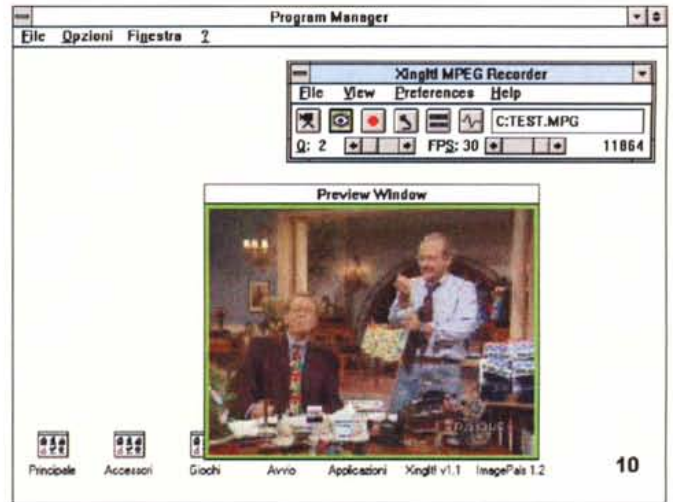 Program Manager
File Opzioni Finestra ?
XingIt! MPEG Recorder
File View Preferences Help
C:TEST.MPG
Q: 2 FPS: 30 11864
Preview Window
Principale Accessori Giochi Avvio Applicazioni XingIt! v1.1 ImagePals 1.2
10